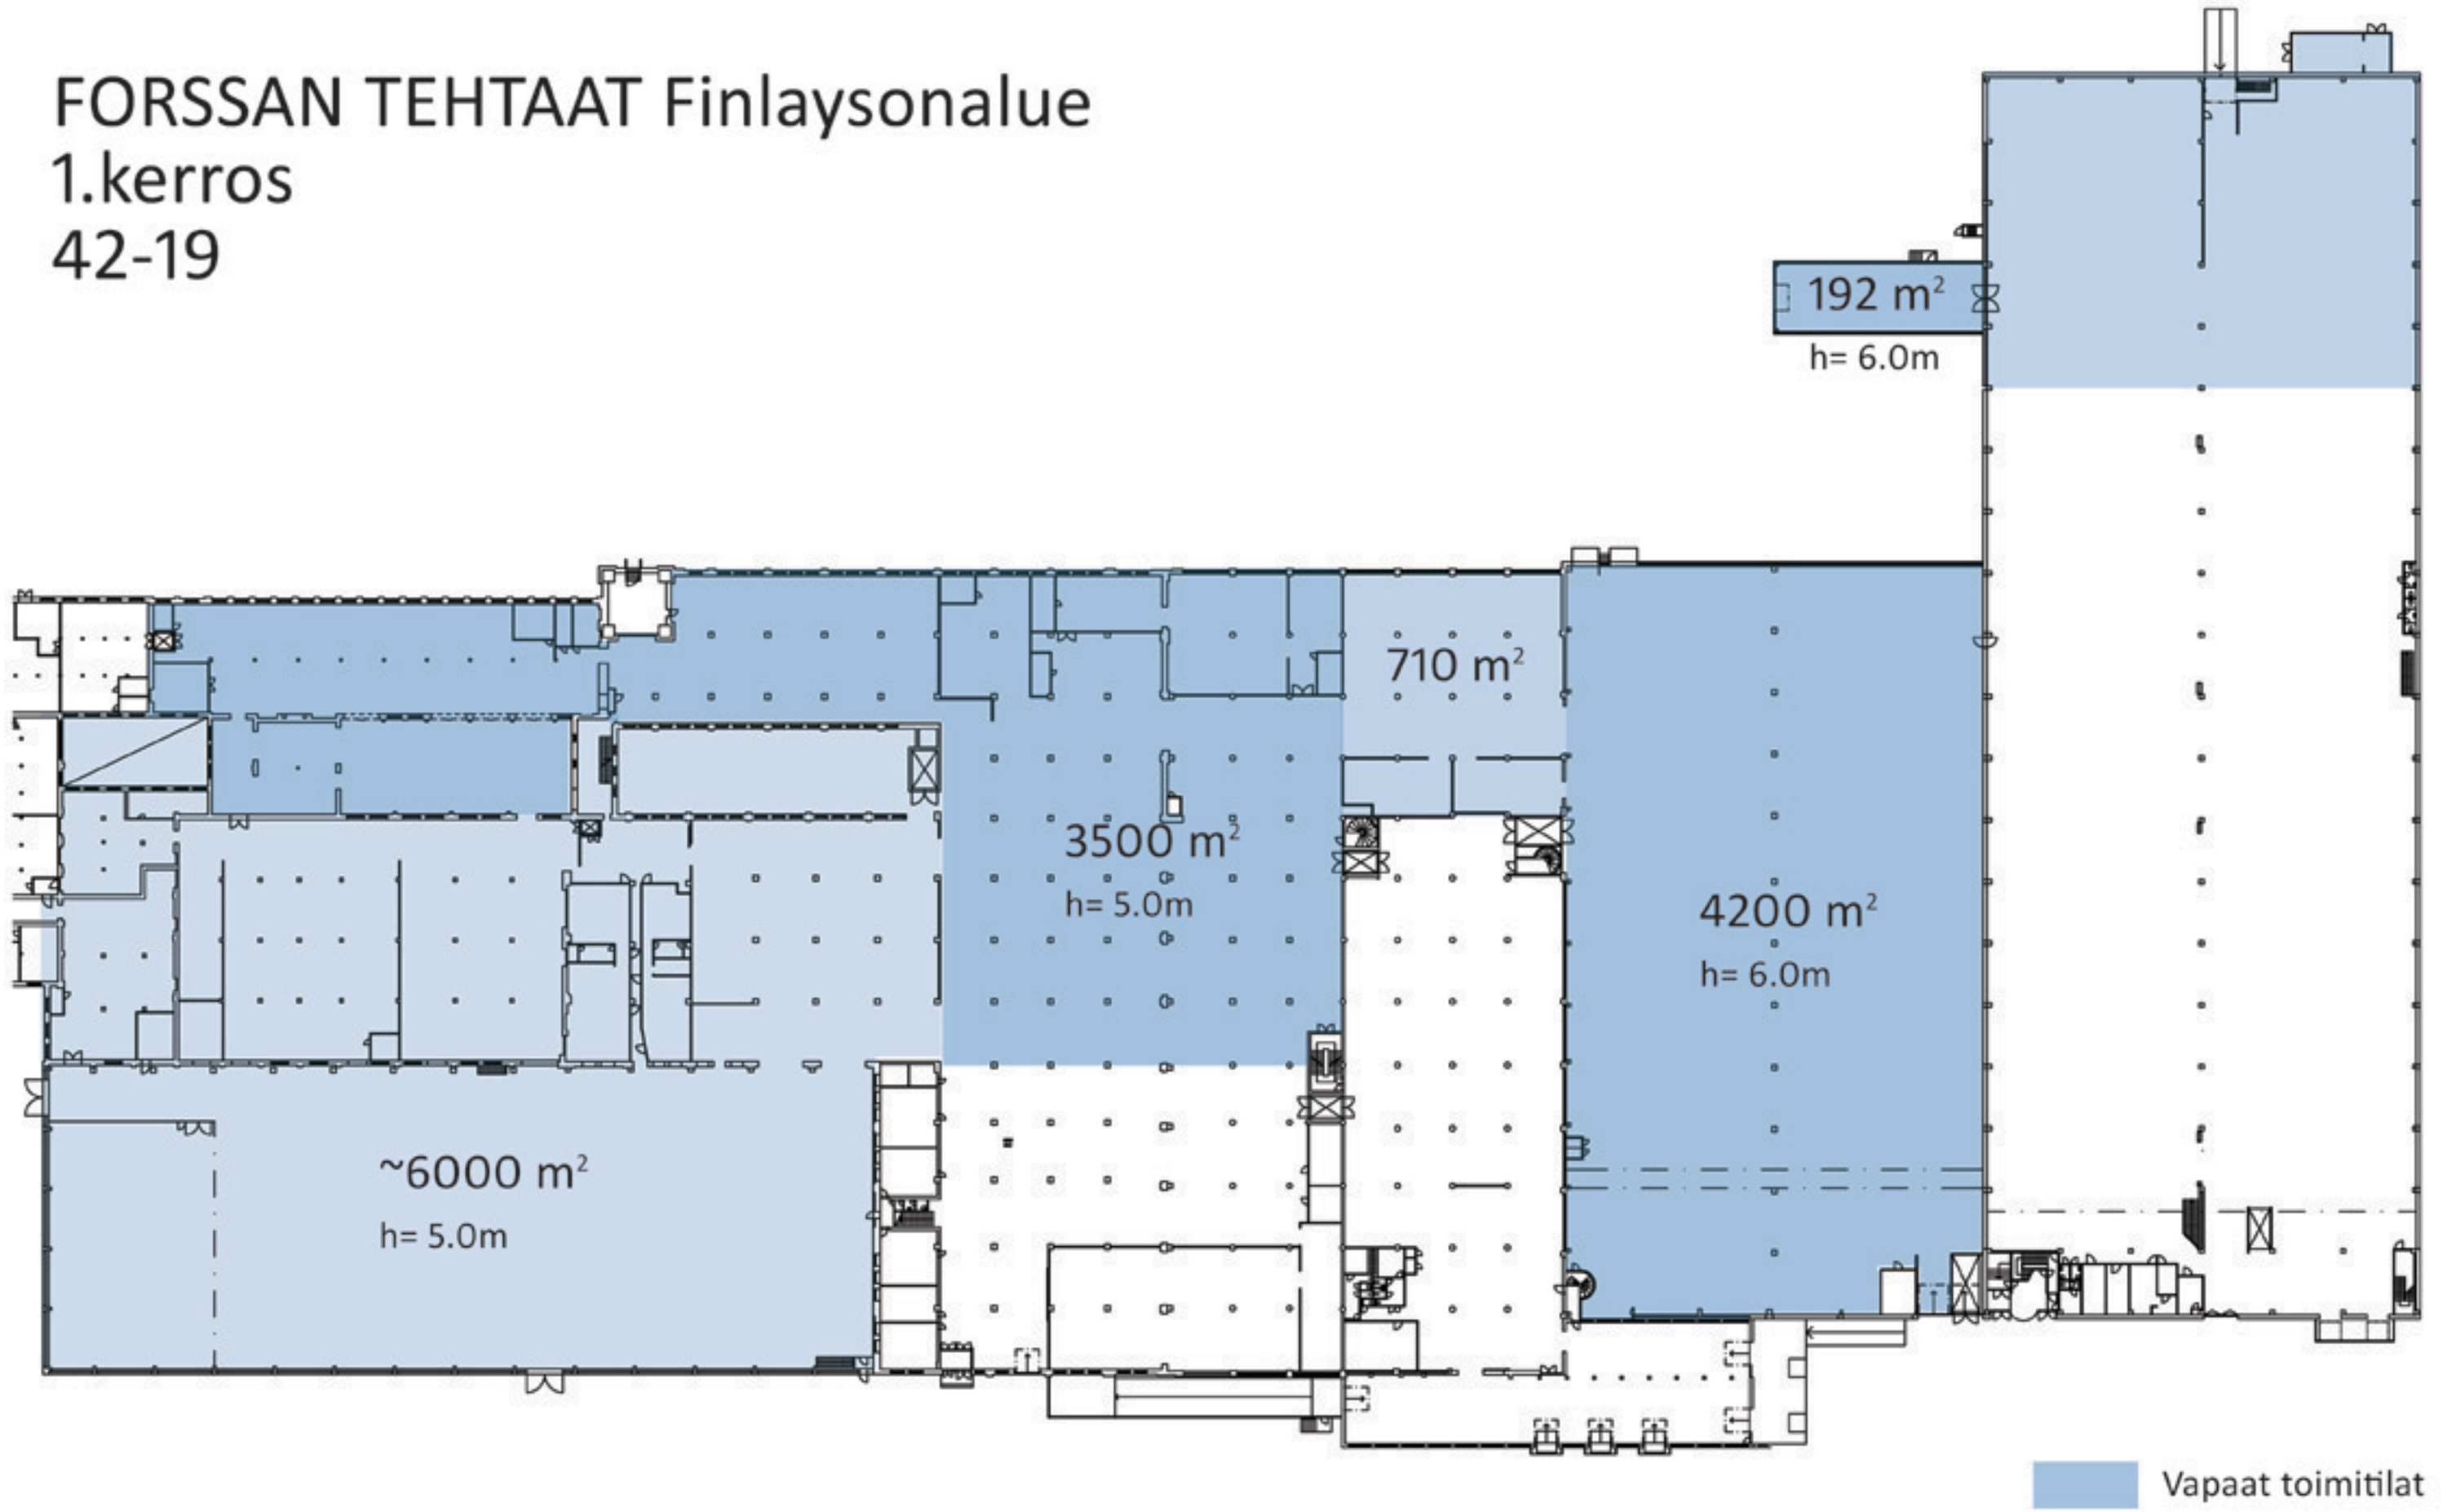 FORSSAN TEHTAAT Finlaysonalue
1.kerros
42-19
192 m²
h= 6.0m
710 m²
3500 m²
h= 5.0m
4200 m²
h= 6.0m
~6000 m²
h= 5.0m
Vapaat toimitilat